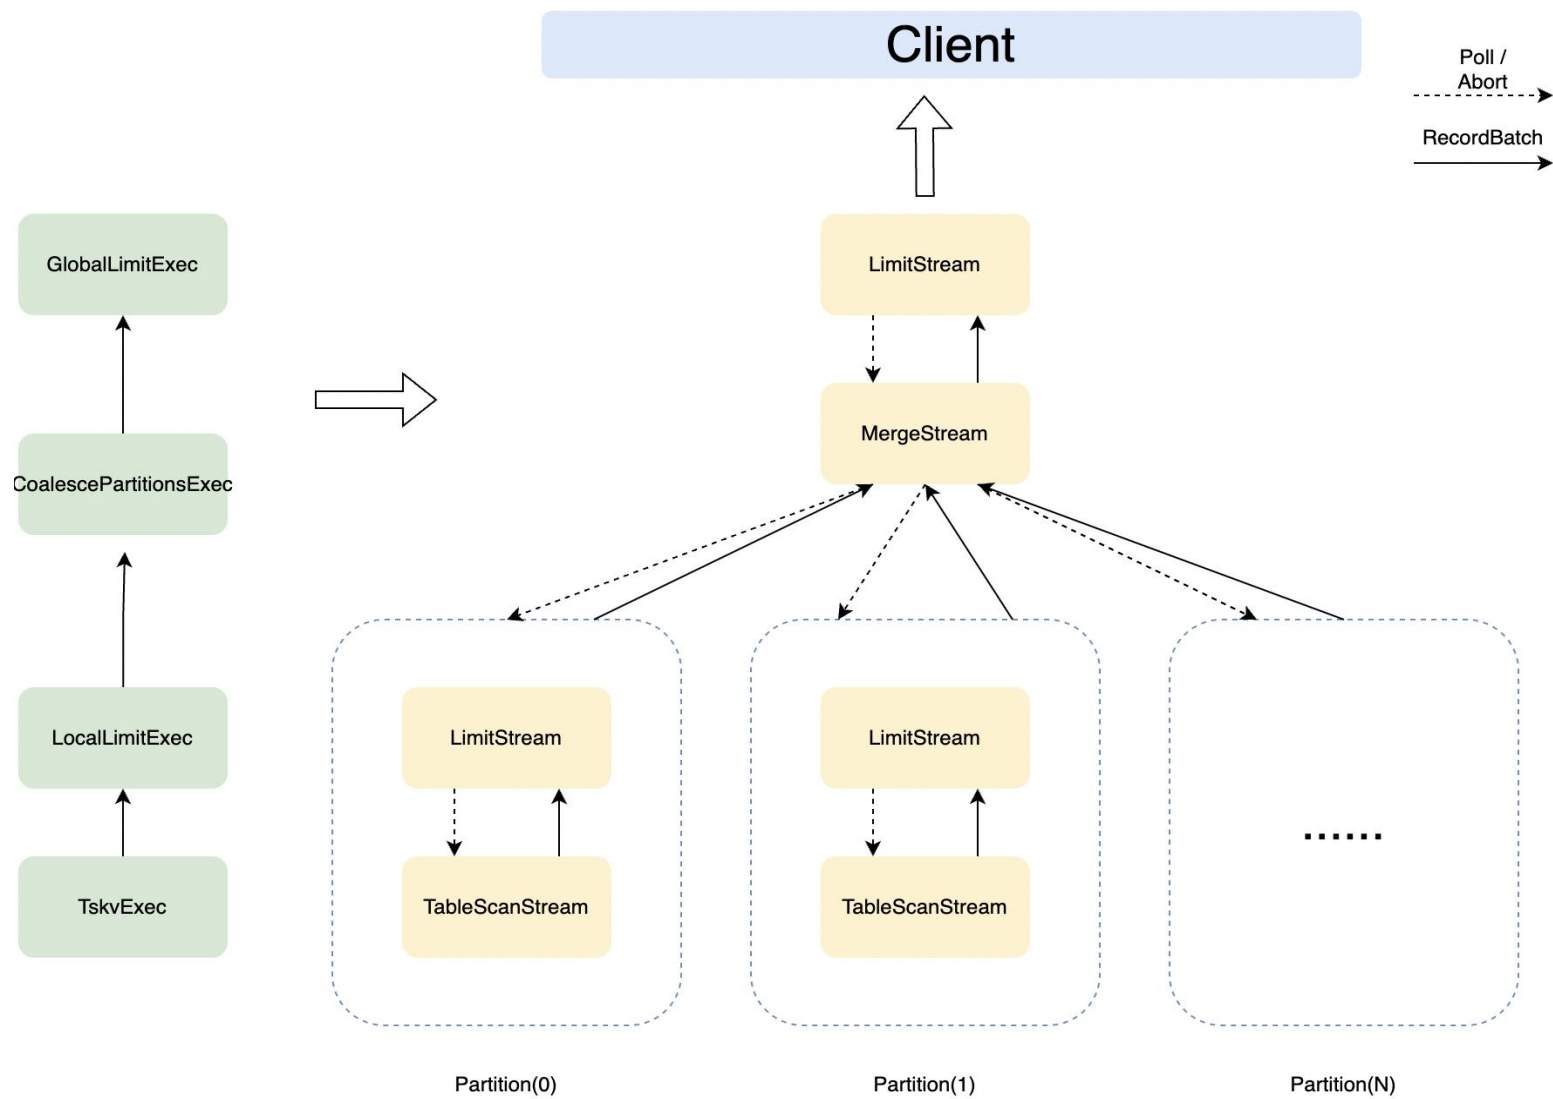 Client
Poll /
Abort
RecordBatch
GlobalLimitExec
LimitStream
MergeStream
CoalescePartitionsExec
LocalLimitExec
LimitStream
LimitStream
......
TskvExec
TableScanStream
TableScanStream
Partition(0)
Partition(1)
Partition(N)